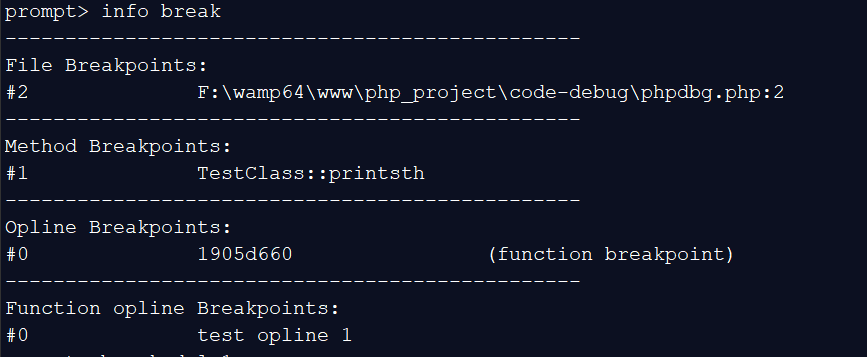 prompt> info break
------------------------------------------------
File Breakpoints:
#2 F:\wamp64\www\php_project\code-debug\phpdbg.php:2
------------------------------------------------
Method Breakpoints:
#1 TestClass::printsth
------------------------------------------------
Opline Breakpoints:
#0 1905d660 (function breakpoint)
------------------------------------------------
Function opline Breakpoints:
#0 test opline 1